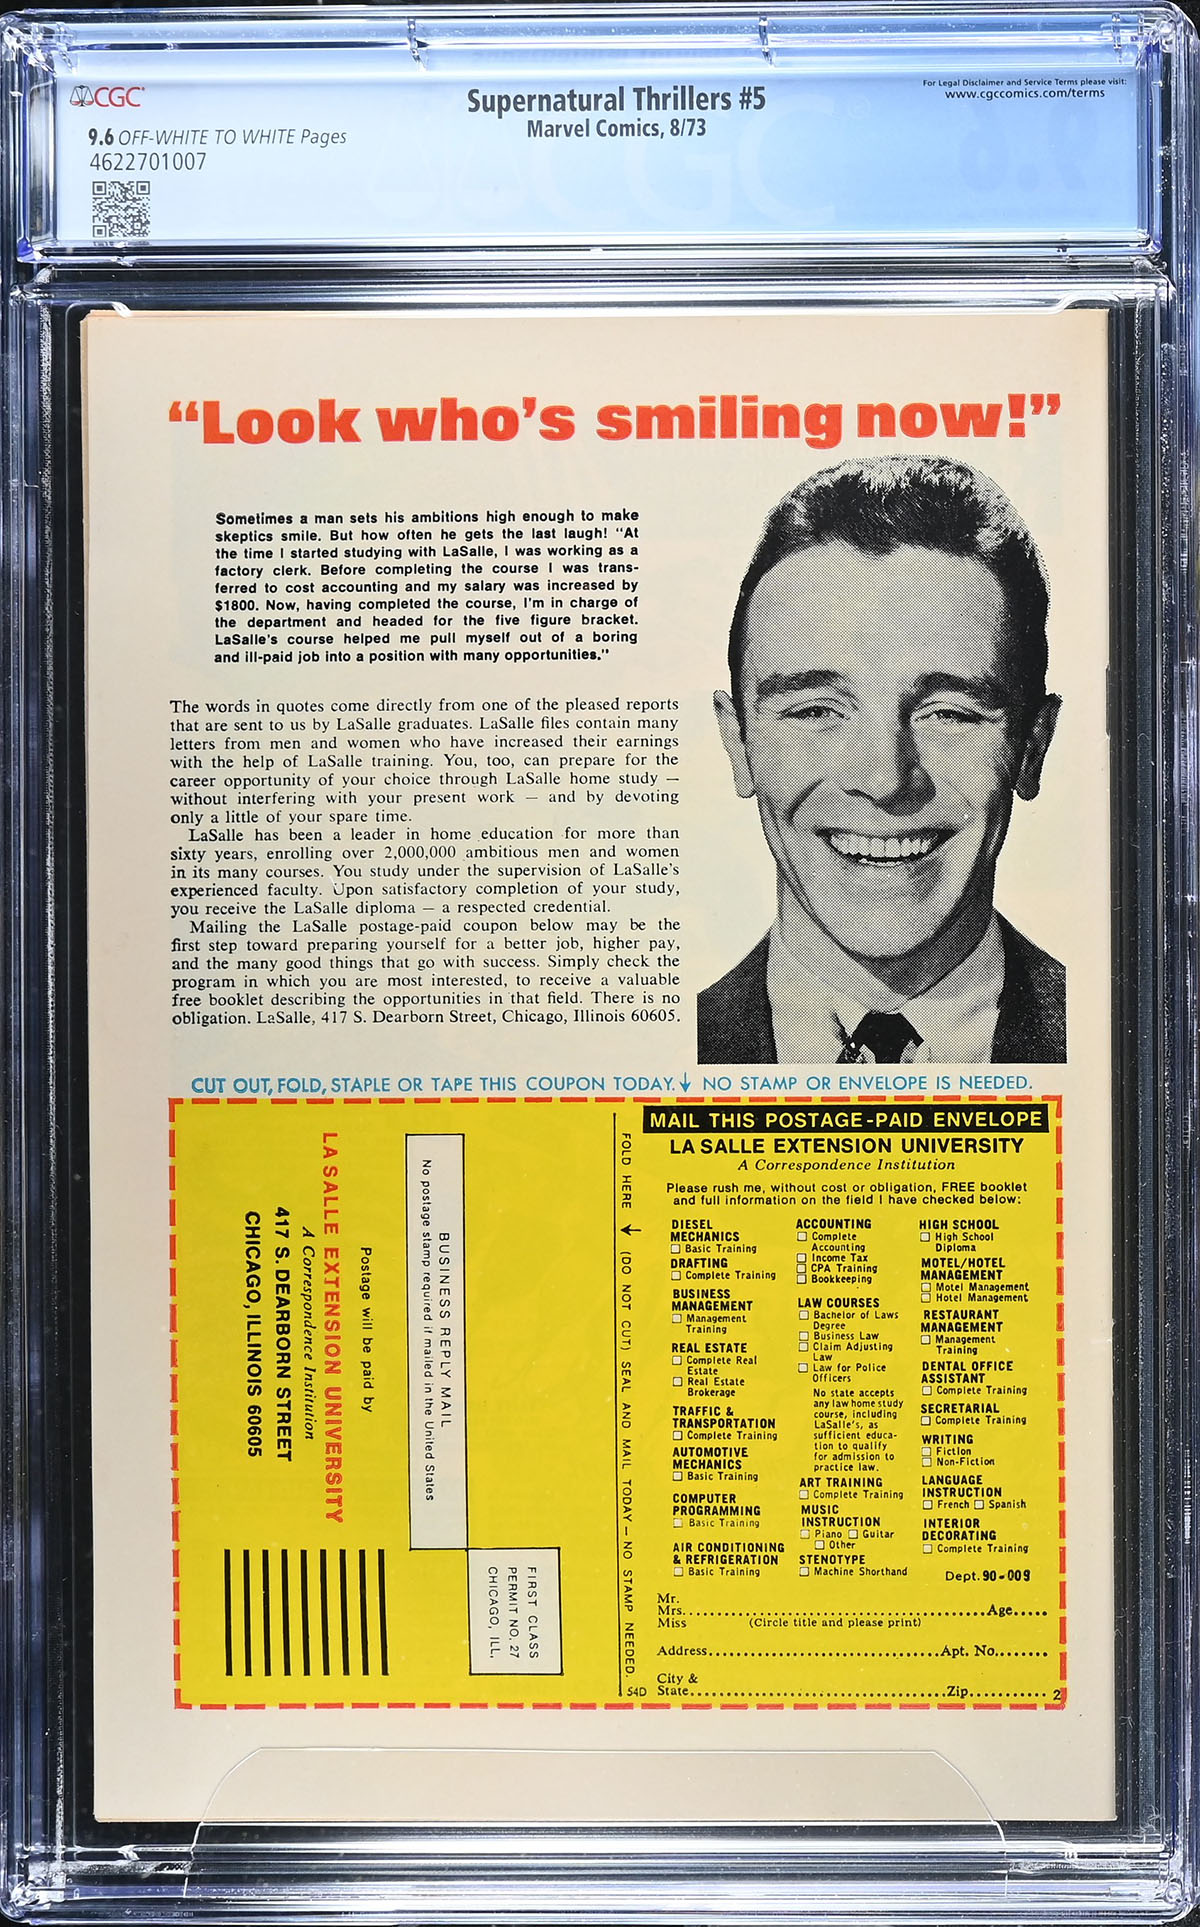 CGC
9.6 OFF-WHITE TO WHITE Pages
4622701007
Supernatural Thrillers #5
Marvel Comics, 8/73
For Legal Disclaimer and Service Terms please visit:
www.cgccomics.com/terms
“Look who’s smiling now!”
Sometimes a man sets his ambitions high enough to make
skeptics smile. But how often he gets the last laugh! “At
the time I started studying with LaSalle, I was working as a
factory clerk. Before completing the course I was trans-
ferred to cost accounting and my salary was increased by
$1800. Now, having completed the course, I’m in charge of
the department and headed for the five figure bracket.
LaSalle’s course helped me pull myself out of a boring
and ill-paid job into a position with many opportunities.”
The words in quotes come directly from one of the pleased reports
that are sent to us by LaSalle graduates. LaSalle files contain many
letters from men and women who have increased their earnings
with the help of LaSalle training. You, too, can prepare for the
career opportunity of your choice through LaSalle home study —
without interfering with your present work — and by devoting
only a little of your spare time.
LaSalle has been a leader in home education for more than
sixty years, enrolling over 2,000,000 ambitious men and women
in its many courses. You study under the supervision of LaSalle’s
experienced faculty. Upon satisfactory completion of your study,
you receive the LaSalle diploma — a respected credential.
Mailing the LaSalle postage-paid coupon below may be the
first step toward preparing yourself for a better job, higher pay,
and the many good things that go with success. Simply check the
program in which you are most interested, to receive a valuable
free booklet describing the opportunities in that field. There is no
obligation. LaSalle, 417 S. Dearborn Street, Chicago, Illinois 60605.
CUT OUT, FOLD, STAPLE OR TAPE THIS COUPON TODAY. ↓ NO STAMP OR ENVELOPE IS NEEDED.
BUSINESS REPLY MAIL
No postage stamp required if mailed in the United States
FIRST CLASS
PERMIT NO. 27
CHICAGO, ILL.
Postage will be paid by
LA SALLE EXTENSION UNIVERSITY
A Correspondence Institution
417 S. DEARBORN STREET
CHICAGO, ILLINOIS 60605
FOLD HERE ↓ (DO NOT CUT) SEAL AND MAIL TODAY — NO STAMP NEEDED.
54D
MAIL THIS POSTAGE-PAID ENVELOPE
LA SALLE EXTENSION UNIVERSITY
A Correspondence Institution
Please rush me, without cost or obligation, FREE booklet
and full information on the field I have checked below:
DIESEL
MECHANICS
☐ Basic Training
DRAFTING
☐ Complete Training
BUSINESS
MANAGEMENT
☐ Management
Training
REAL ESTATE
☐ Complete Real
Estate
☐ Real Estate
Brokerage
TRAFFIC &
TRANSPORTATION
☐ Complete Training
AUTOMOTIVE
MECHANICS
☐ Basic Training
COMPUTER
PROGRAMMING
☐ Basic Training
AIR CONDITIONING
& REFRIGERATION
☐ Basic Training
ACCOUNTING
☐ Complete
Accounting
☐ Income Tax
☐ CPA Training
☐ Bookkeeping
LAW COURSES
☐ Bachelor of Laws
Degree
☐ Business Law
☐ Claim Adjusting
Law
☐ Law for Police
Officers
No state accepts
any law home study
course, including
LaSalle’s, as
sufficient educa-
tion to qualify
for admission to
practice law.
ART TRAINING
☐ Complete Training
MUSIC
INSTRUCTION
☐ Piano ☐ Guitar
☐ Other
STENOTYPE
☐ Machine Shorthand
HIGH SCHOOL
☐ High School
Diploma
MOTEL/HOTEL
MANAGEMENT
☐ Motel Management
☐ Hotel Management
RESTAURANT
MANAGEMENT
☐ Management
Training
DENTAL OFFICE
ASSISTANT
☐ Complete Training
SECRETARIAL
☐ Complete Training
WRITING
☐ Fiction
☐ Non-Fiction
LANGUAGE
INSTRUCTION
☐ French ☐ Spanish
INTERIOR
DECORATING
☐ Complete Training
Dept. 90-009
Mr.
Mrs. ........ Age.....
Miss (Circle title and please print)
Address ........ Apt. No........
City &
State ........ Zip........ 2